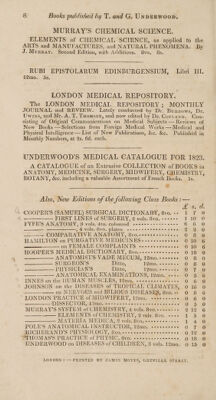 8 Books published by T. and G. UNDERWOOD.
MURRAY'S CHEMICAL SCIENCE.
ELEMENTS of CHEMICAL SCIENCE, as applied to the
ARTS and MANUFACTURES, and NATURAL PHENOMENA. By
J. MURRAY. Second Edition, with Additions. 8vo. 8s.
RUBI EPISTOLARUM EDINBURGENSIUM, Libri III.
12mo. 3s.
LONDON MEDICAL REPOSITORY.
The LONDON MEDICAL REPOSITORY; MONTHLY
JOURNAL and REVIEW. Lately conducted by Dr. BURROWS, Dr.
UWINS, and Mr. A. T. THOMSON, and now edited by Dr. COPLAND. Con-
sisting of Original Communications on Medical Subjects—Reviews of
New Books—Selections from Foreign Medical Works—Medical and
Physical Intelligence—List of New Publications, &c. &c. Published in
Monthly Numbers, at 2s. 6d. each.
UNDERWOODS MEDICAL CATALOGUE FOR 1823.
A CATALOGUE of an Extensive COLLECTION of BOOKS in
ANATOMY, MEDICINE, SURGERY, MIDWIFERY, CHEMISTRY,
BOTANY, &c. including a valuable Assortment of French Books. 1s.
Also, New Editions of the following Class Books:—
£ s. d.
COOPER'S (SAMUEL) SURGICAL DICTIONARY, 8vo. - 1 7 0
FIRST LINES of SURGERY, 2 vols. 8vo. - 1 10 0
FYFE'S ANATOMY, 3 vols. 8vo. coloured
4 vols. 8vo. plates
COMPARATIVE ANATOMY, 8vo.
HAMILTON on PURGATIVE MEDICINES
on FEMALE COMPLAINTS
HOOPER'S MEDICAL DICTIONARY, 8vo.
ANATOMISTS VADE MECUM, 12mo.
SURGEON'S Ditto, 12mo.
PHYSICIAN'S Ditto, 12mo.
ANATOMICAL EXAMINATIONS, 12mo.
INNES on the HUMAN MUSCLES, 12mo.
JOHNSON on the DISEASES of TROPICAL CLIMATES,
on NERVOUS and BILIOUS DISEASES, 8vo.
LONDON PRACTICE of MIDWIFERY, 12mo.
DISSECTOR, 12mo.
MURRAY'S SYSTEM of CHEMISTRY, 4 vols. 8vo.
ELEMENTS of CHEMISTRY, 2 vols. 8vo.
MATERIA MEDICA, 2 vols. 8vo.
POLE'S ANATOMICAL INSTRUCTOR, 12mo.
RICHERAND'S PHYSIOLOGY, 8vo.
THOMAS'S PRACTICE of PHYSIC, 8vo.
UNDERWOOD on DISEASES of CHILDREN, 2 vols. 12mo.
LONDON:—PRINTED BY JAMES MOYES, GREVILLE STREET.